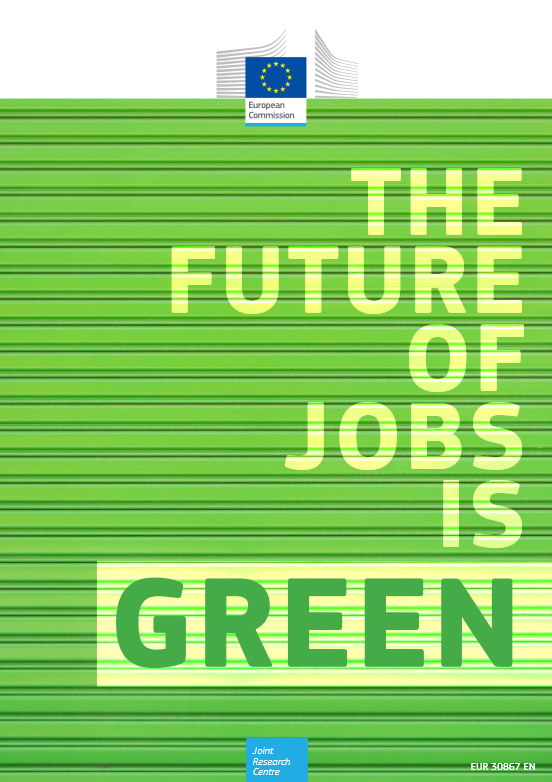 European
Commission
THE
FUTURE
OF
JOBS
IS
GREEN
Joint
Research
Centre
EUR 30867 EN